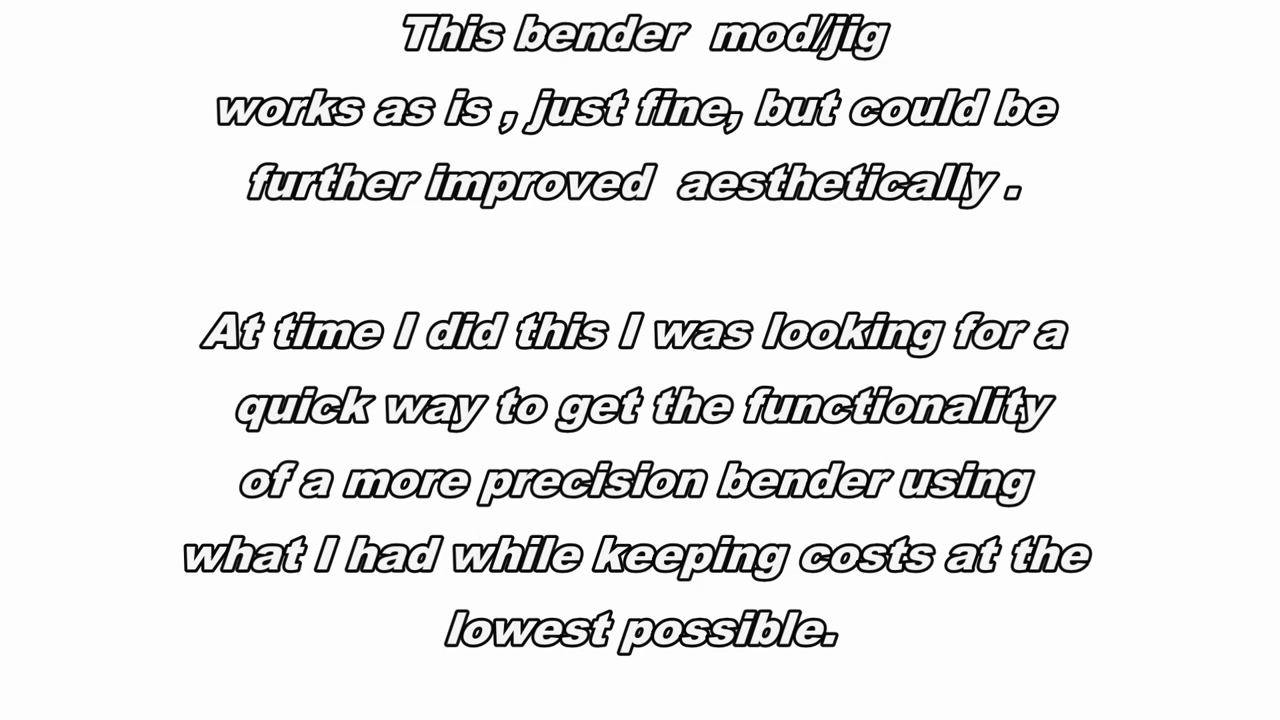 This bender  mod/jig
works as is , just fine, but could be
further improved  aesthetically .
At time I did this I was looking for a
quick way to get the functionality
of a more precision bender using
what I had while keeping costs at the
lowest possible.